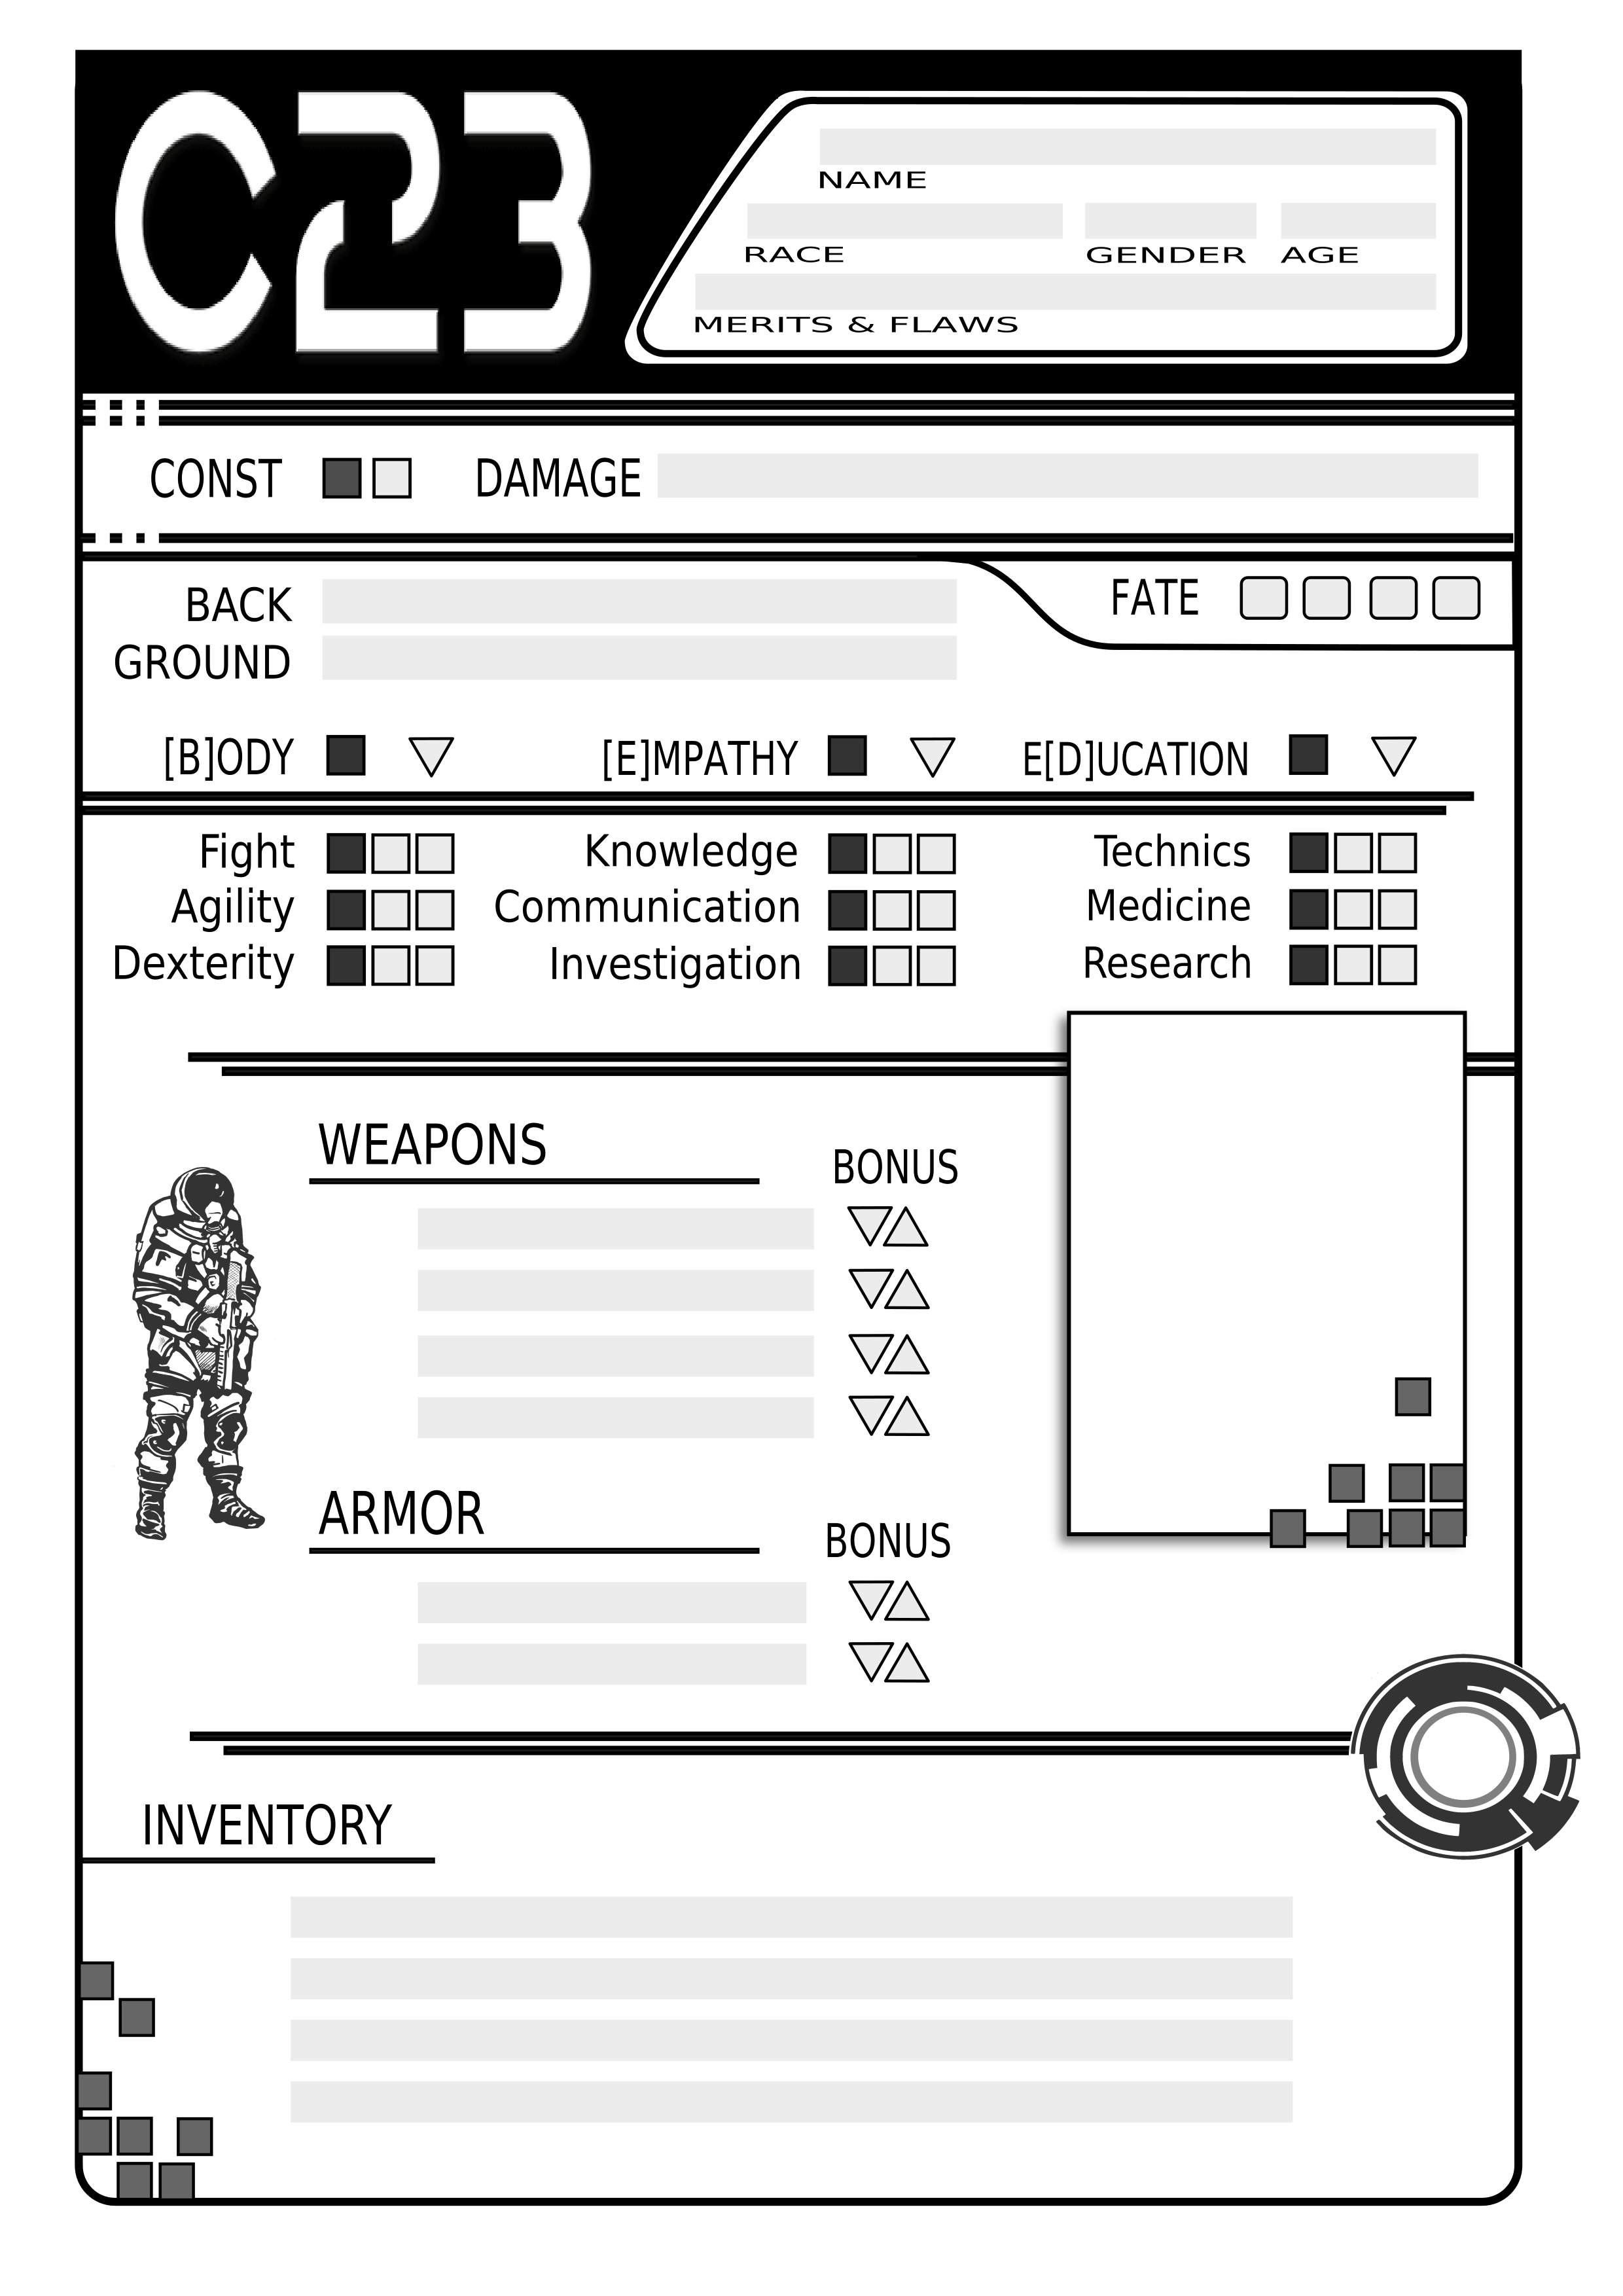 C23
NAME
RACE GENDER AGE
MERITS & FLAWS
CONST DAMAGE
BACK
GROUND
FATE
[B]ODY [E]MPATHY E[D]UCATION
Fight Knowledge Technics
Agility Communication Medicine
Dexterity Investigation Research
WEAPONS
BONUS
ARMOR
BONUS
INVENTORY